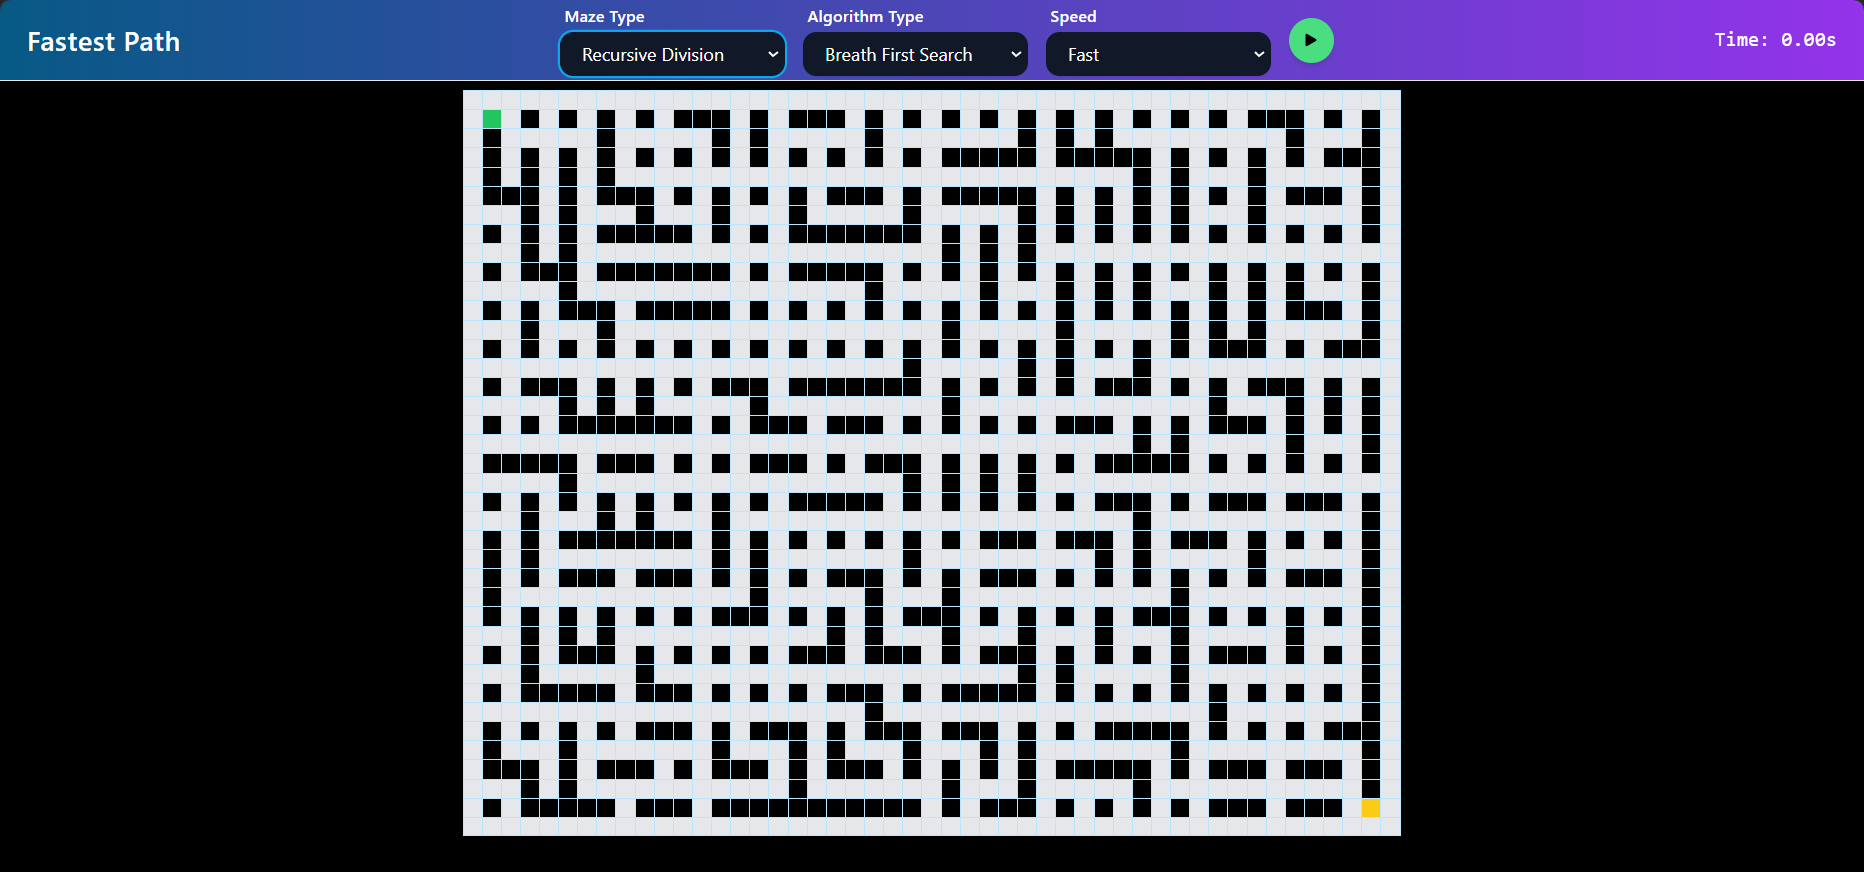 Fastest Path
Maze Type
Recursive Division
Algorithm Type
Breath First Search
Speed
Fast
Time: 0.00s